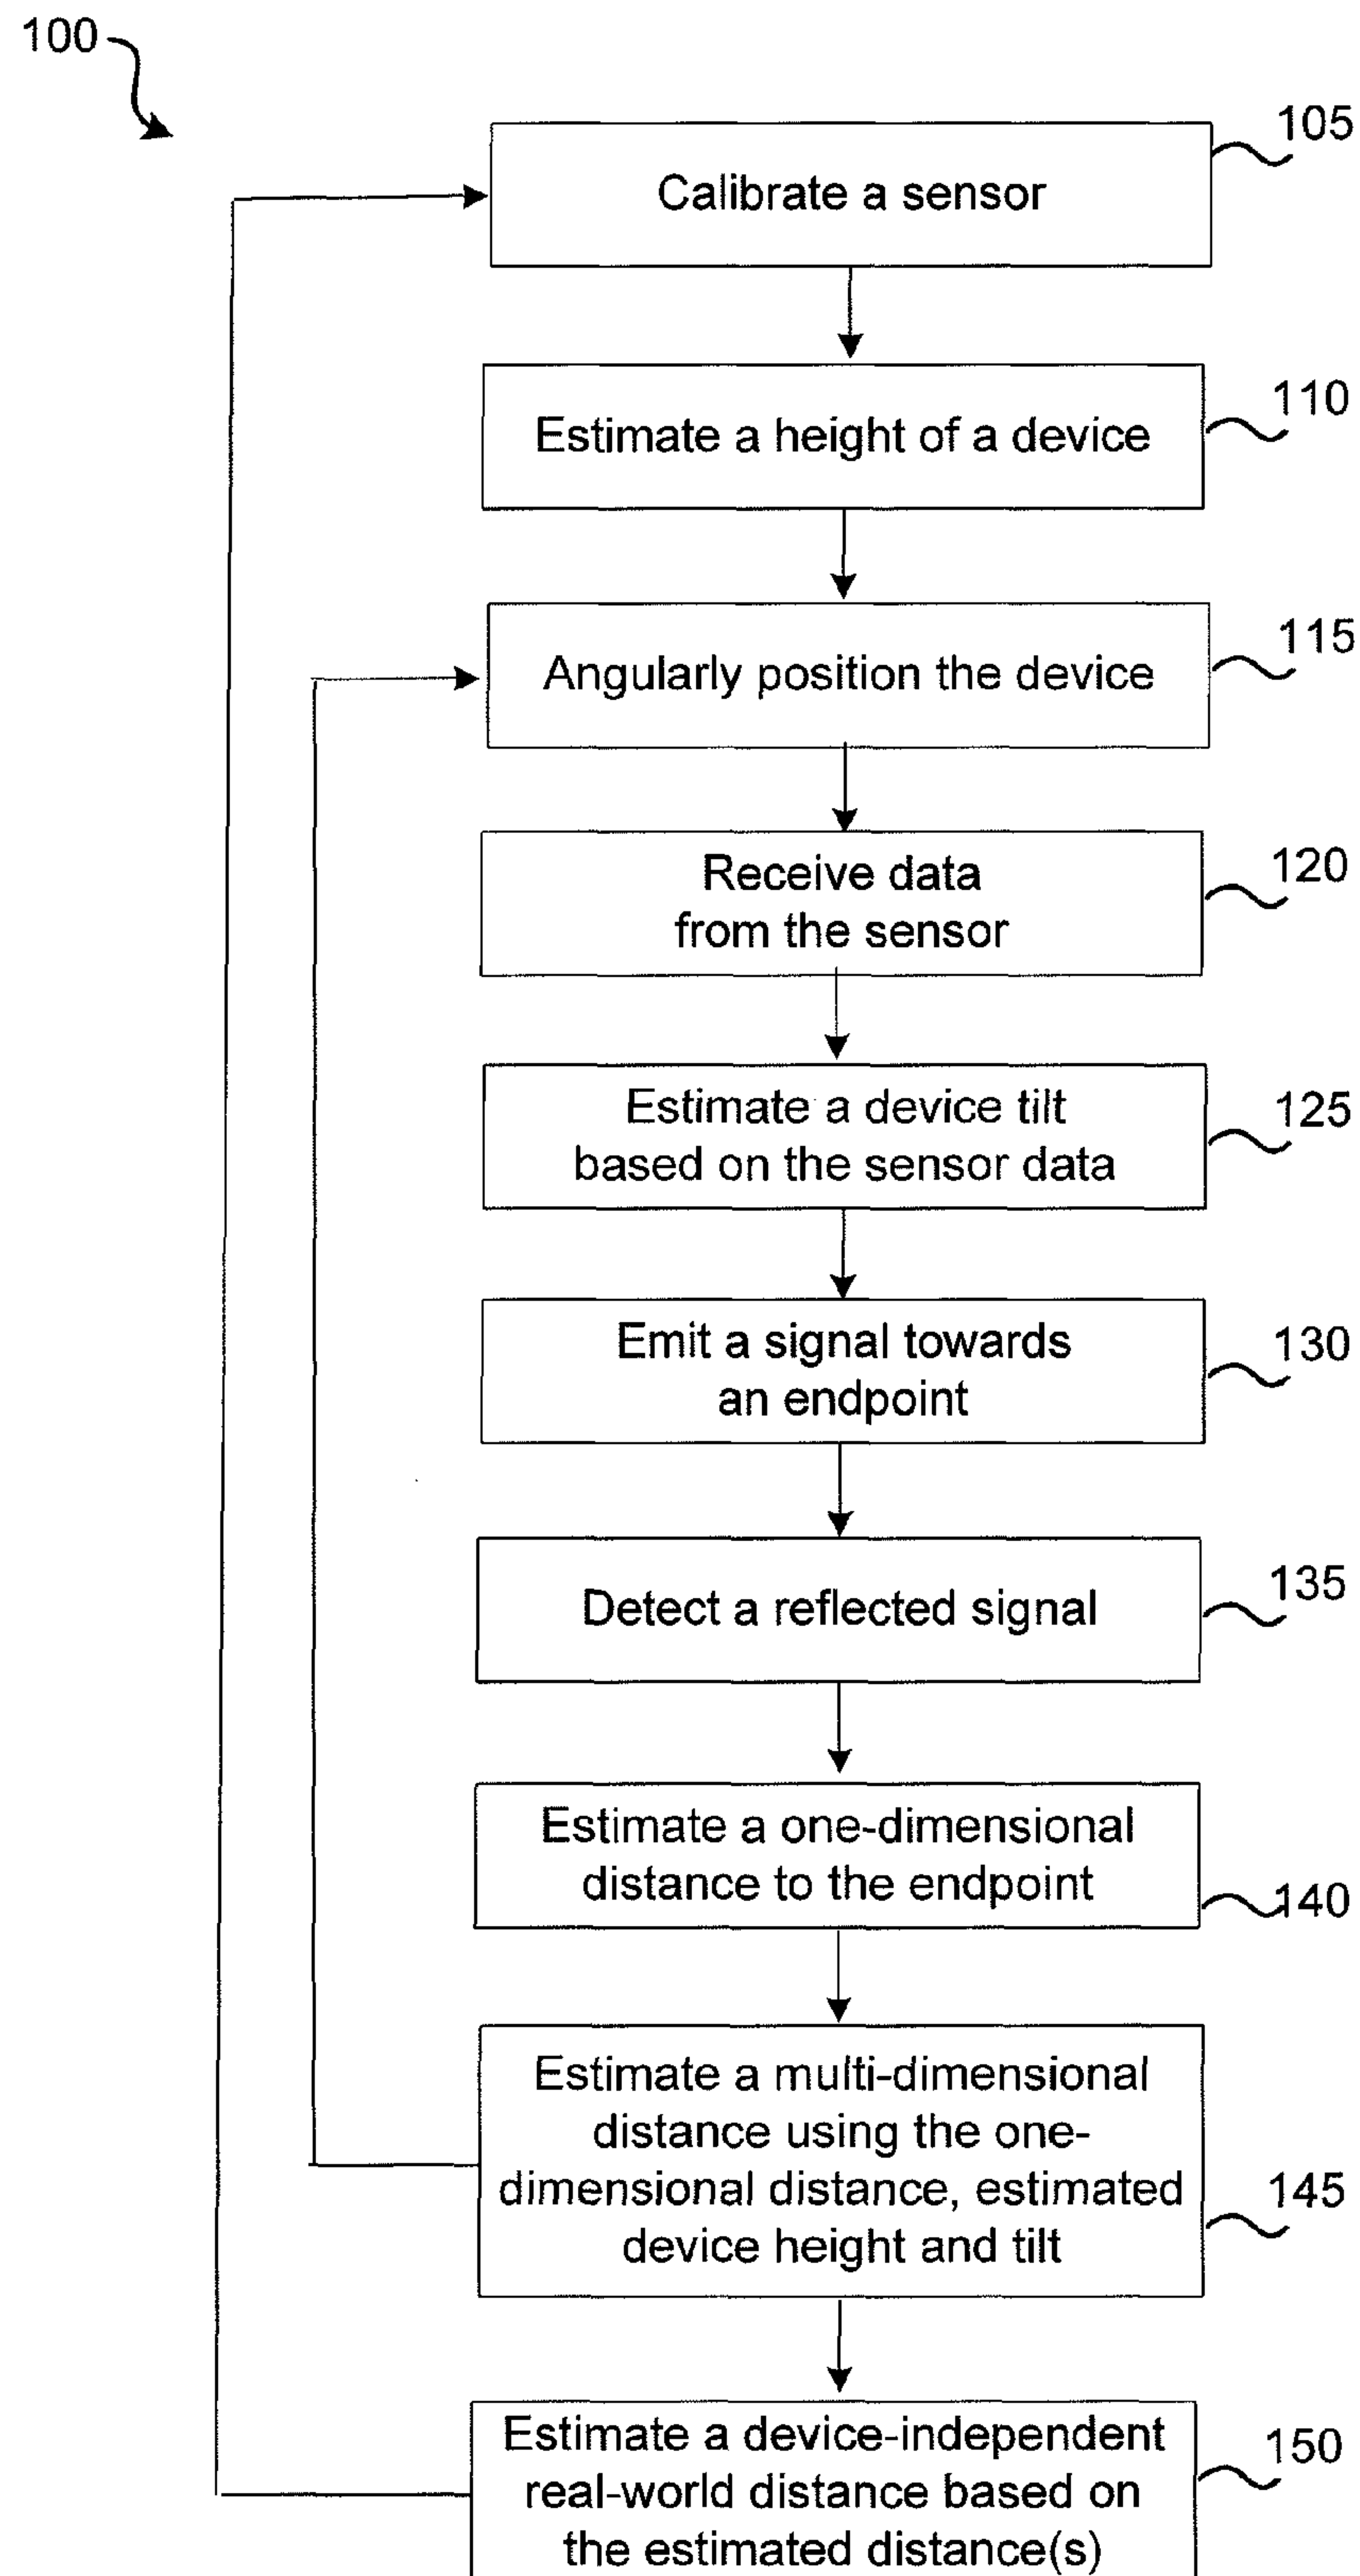 100
105
Calibrate a sensor
110
Estimate a height of a device
115
Angularly position the device
120
Receive data
from the sensor
125
Estimate a device tilt
based on the sensor data
130
Emit a signal towards
an endpoint
135
Detect a reflected signal
Estimate a one-dimensional
distance to the endpoint
140
Estimate a multi-dimensional
distance using the one-
dimensional distance, estimated
device height and tilt
145
Estimate a device-independent
real-world distance based on
the estimated distance(s)
150